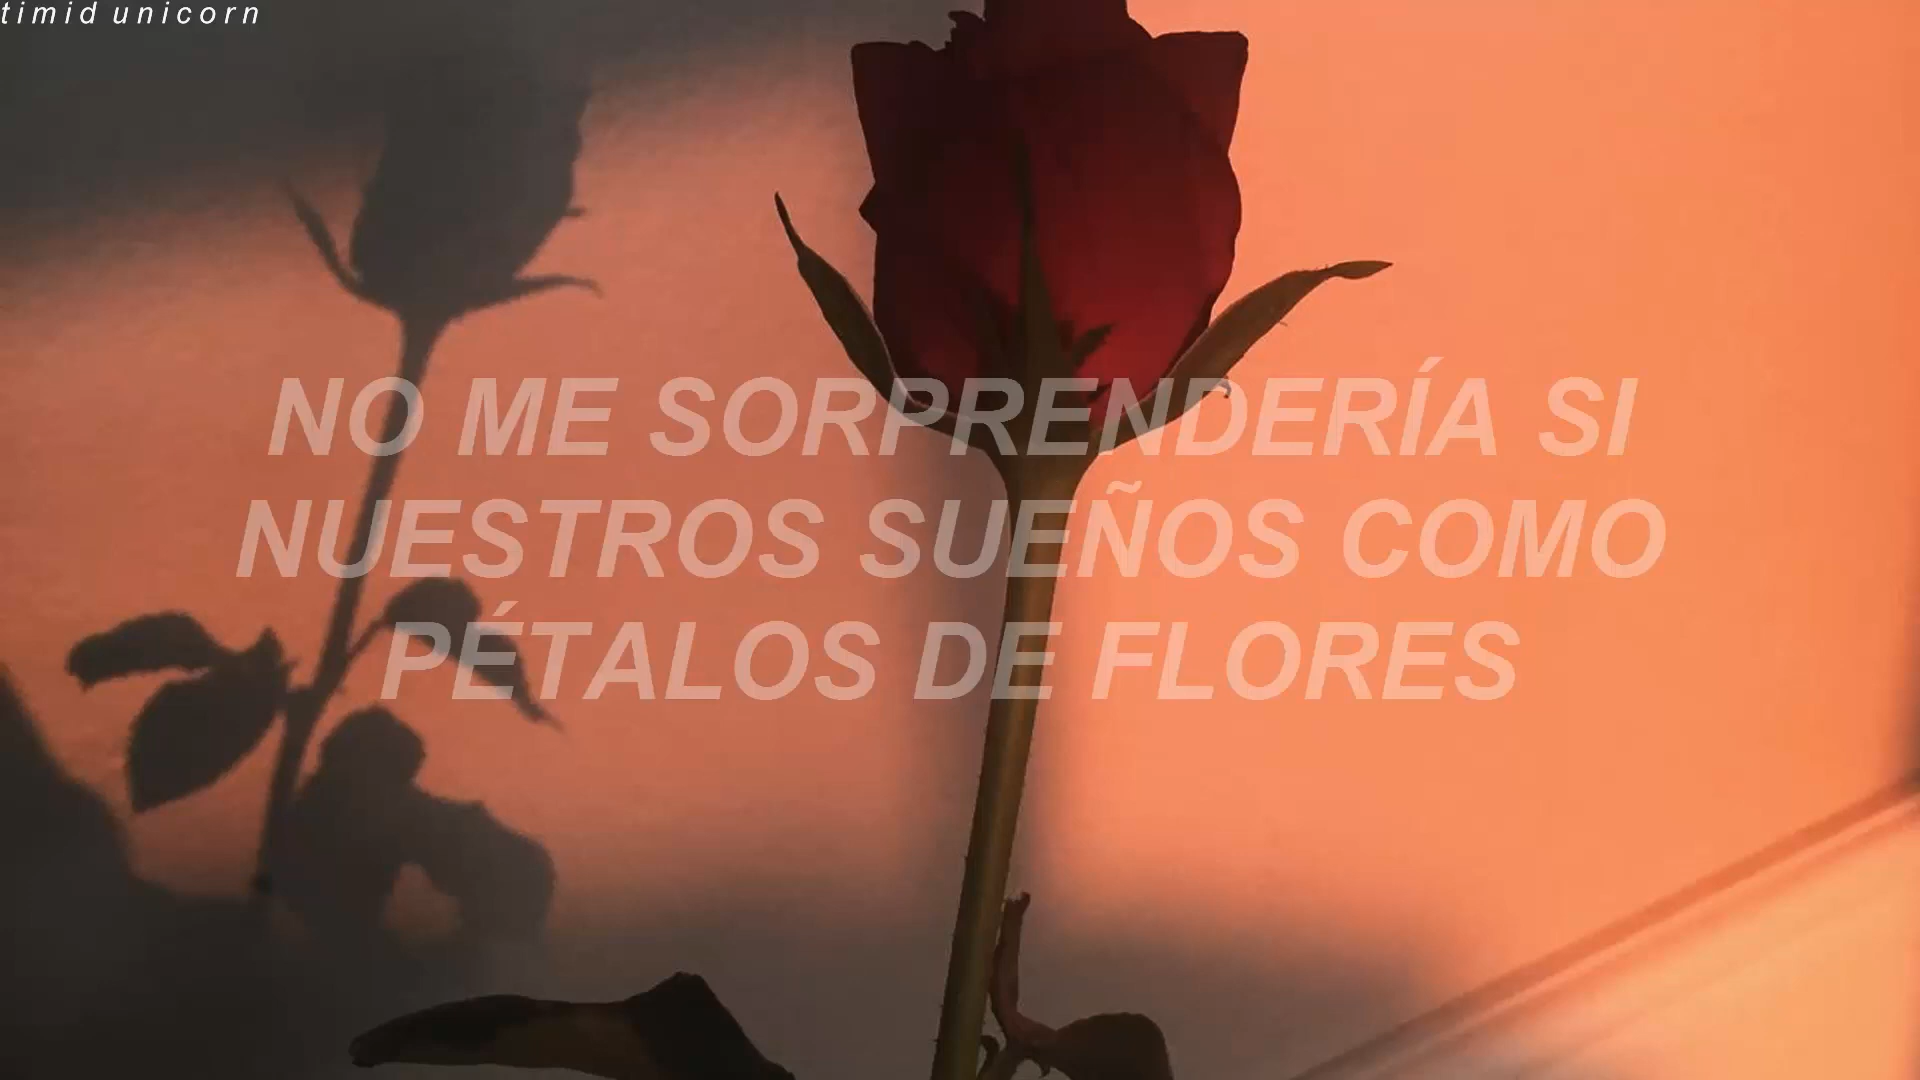 timid unicorn
NO ME SORPRENDERÍA SI
NUESTROS SUEÑOS COMO
PÉTALOS DE FLORES